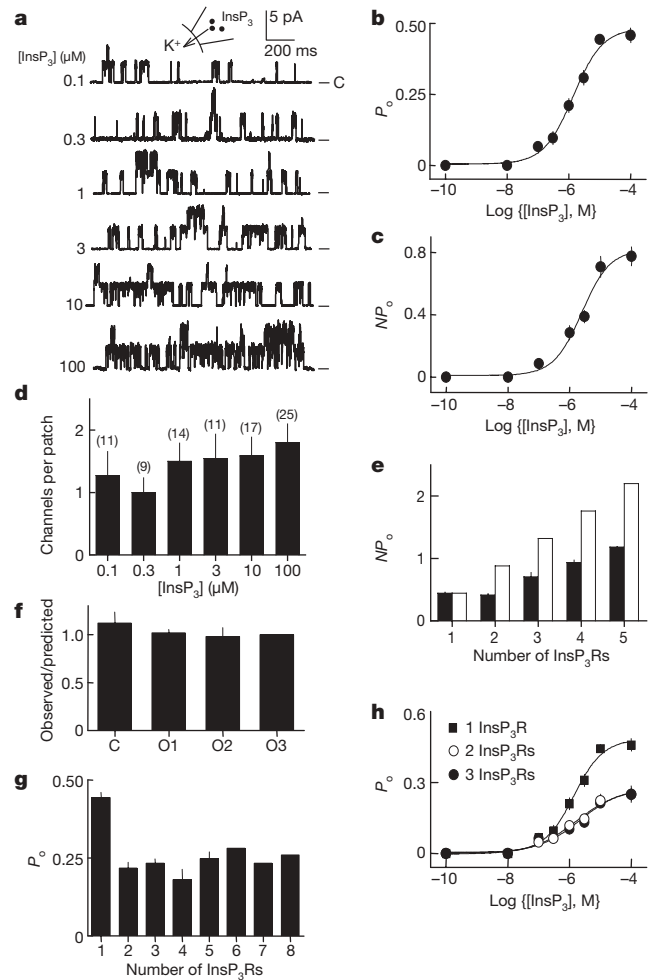 a
InsP3
K+
5 pA
200 ms
[InsP3] (μM)
0.1
C
0.3
1
3
10
100
b
0.50
0.25
0
Po
−10 −8 −6 −4
Log {[InsP3], M}
c
0.8
0.4
0
NPo
−10 −8 −6 −4
Log {[InsP3], M}
d
Channels per patch
2
1
0
(11) (9) (14) (11) (17) (25)
0.1 0.3 1 3 10 100
[InsP3] (μM)
e
NPo
2
1
0
1 2 3 4 5
Number of InsP3Rs
f
Observed/predicted
1.0
0.5
0
C O1 O2 O3
g
Po
0.50
0.25
0
1 2 3 4 5 6 7 8
Number of InsP3Rs
h
Po
0.6
0.3
0
1 InsP3R
2 InsP3Rs
3 InsP3Rs
−10 −8 −6 −4
Log {[InsP3], M}